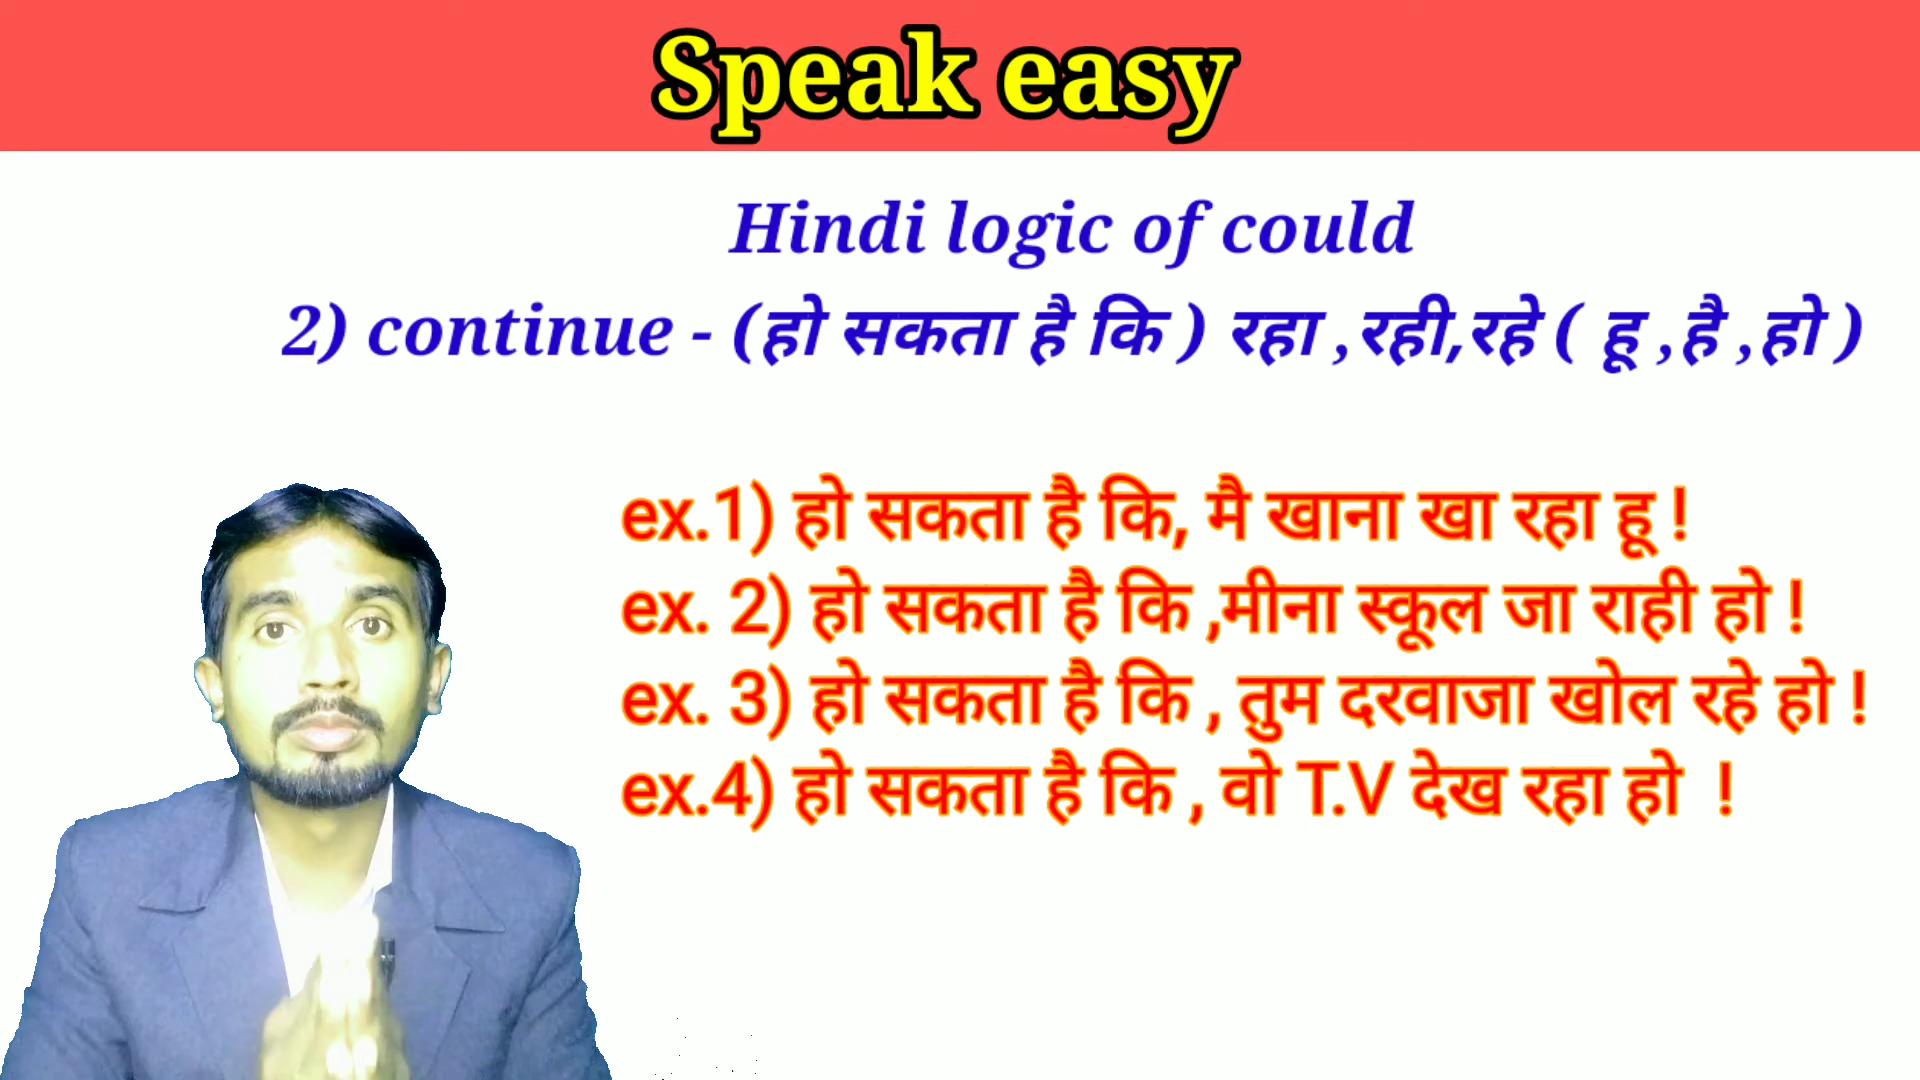 Speak easy
Hindi logic of could
2) continue - (हो सकता है कि ) रहा ,रही,रहे ( हू ,है ,हो )
ex.1) हो सकता है कि, मै खाना खा रहा हू !
ex. 2) हो सकता है कि ,मीना स्कूल जा राही हो !
ex. 3) हो सकता है कि , तुम दरवाजा खोल रहे हो !
ex.4) हो सकता है कि , वो T.V देख रहा हो  !